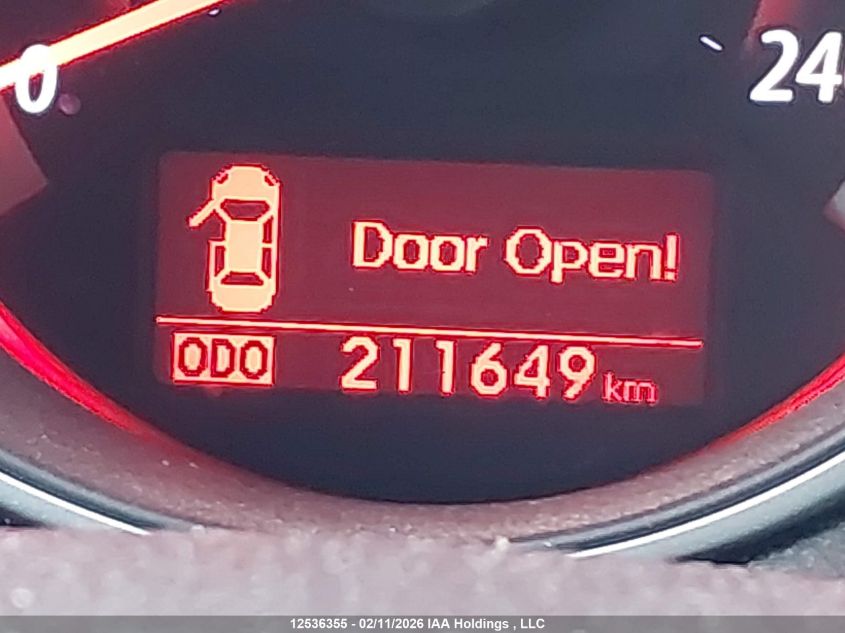 0
24
Door Open!
ODO 211649 km
12536355 - 02/11/2026 IAA Holdings , LLC